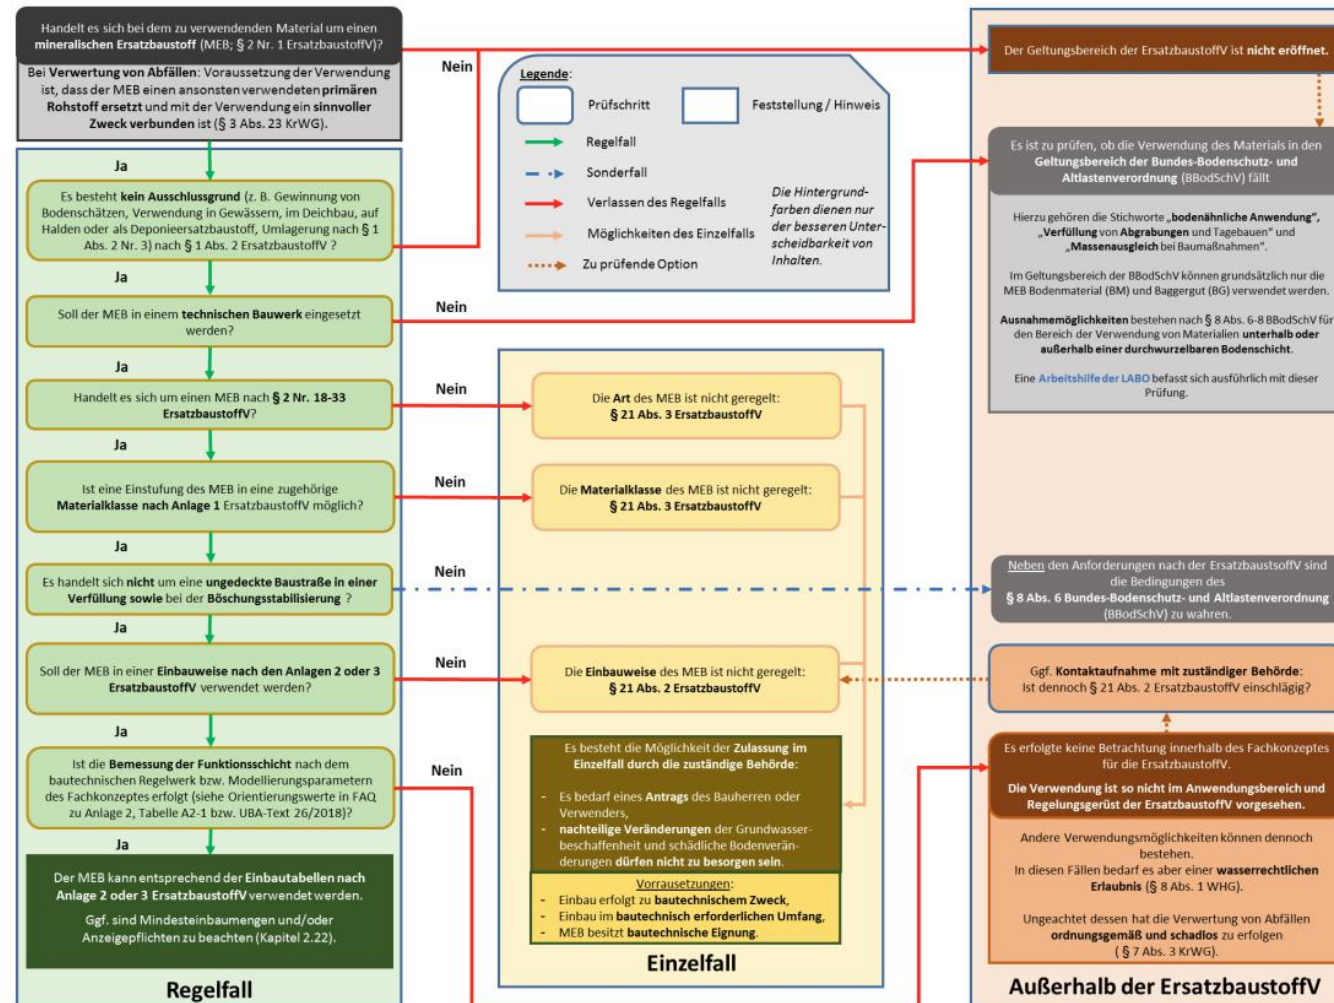 Handelt es sich bei dem zu verwendenden Material um einen
mineralischen Ersatzbaustoff (MEB; § 2 Nr. 1 ErsatzbaustoffV)?
Bei Verwertung von Abfällen: Voraussetzung der Verwendung
ist, dass der MEB einen ansonsten verwendeten primären
Rohstoff ersetzt und mit der Verwendung ein sinnvoller
Zweck verbunden ist (§ 3 Abs. 23 KrWG).
Ja
Es besteht kein Ausschlussgrund (z. B. Gewinnung von
Bodenschätzen, Verwendung in Gewässern, im Deichbau, auf
Halden oder als Deponieersatzbaustoff, Umlagerung nach § 1
Abs. 2 Nr. 3) nach § 1 Abs. 2 ErsatzbaustoffV ?
Ja
Soll der MEB in einem technischen Bauwerk eingesetzt
werden?
Ja
Handelt es sich um einen MEB nach § 2 Nr. 18-33
ErsatzbaustoffV?
Ja
Ist eine Einstufung des MEB in eine zugehörige
Materialklasse nach Anlage 1 ErsatzbaustoffV möglich?
Ja
Es handelt sich nicht um eine ungedeckte Baustraße in einer
Verfüllung sowie bei der Böschungsstabilisierung ?
Ja
Soll der MEB in einer Einbauweise nach den Anlagen 2 oder 3
ErsatzbaustoffV verwendet werden?
Ja
Ist die Bemessung der Funktionsschicht nach dem
bautechnischen Regelwerk bzw. Modellierungsparametern
des Fachkonzeptes erfolgt (siehe Orientierungswerte in FAQ
zu Anlage 2, Tabelle A2-1 bzw. UBA-Text 26/2018)?
Ja
Der MEB kann entsprechend der Einbautabellen nach
Anlage 2 oder 3 ErsatzbaustoffV verwendet werden.
Ggf. sind Mindesteinbaumengen und/oder
Anzeigepflichten zu beachten (Kapitel 2.22).
Regelfall
Nein
Nein
Nein
Nein
Nein
Nein
Nein
Legende:
Prüfschritt
Feststellung / Hinweis
Regelfall
Sonderfall
Verlassen des Regelfalls
Möglichkeiten des Einzelfalls
Zu prüfende Option
Die Hintergrund-
farben dienen nur
der besseren Unter-
scheidbarkeit von
Inhalten.
Die Art des MEB ist nicht geregelt:
§ 21 Abs. 3 ErsatzbaustoffV
Die Materialklasse des MEB ist nicht geregelt:
§ 21 Abs. 3 ErsatzbaustoffV
Die Einbauweise des MEB ist nicht geregelt:
§ 21 Abs. 2 ErsatzbaustoffV
Es besteht die Möglichkeit der Zulassung im
Einzelfall durch die zuständige Behörde:
- Es bedarf eines Antrags des Bauherren oder
Verwenders,
- nachteilige Veränderungen der Grundwasser-
beschaffenheit und schädliche Bodenverän-
derungen dürfen nicht zu besorgen sein.
Vorrausetzungen:
- Einbau erfolgt zu bautechnischem Zweck,
- Einbau im bautechnisch erforderlichen Umfang,
- MEB besitzt bautechnische Eignung.
Einzelfall
Der Geltungsbereich der ErsatzbaustoffV ist nicht eröffnet.
Es ist zu prüfen, ob die Verwendung des Materials in den
Geltungsbereich der Bundes-Bodenschutz- und
Altlastenverordnung (BBodSchV) fällt
Hierzu gehören die Stichworte „bodenähnliche Anwendung“,
„Verfüllung von Abgrabungen und Tagebauen“ und
„Massenausgleich bei Baumaßnahmen“.
Im Geltungsbereich der BBodSchV können grundsätzlich nur die
MEB Bodenmaterial (BM) und Baggergut (BG) verwendet werden.
Ausnahmemöglichkeiten bestehen nach § 8 Abs. 6-8 BBodSchV für
den Bereich der Verwendung von Materialien unterhalb oder
außerhalb einer durchwurzelbaren Bodenschicht.
Eine Arbeitshilfe der LABO befasst sich ausführlich mit dieser
Prüfung.
Neben den Anforderungen nach der ErsatzbaustoffV sind
die Bedingungen des
§ 8 Abs. 6 Bundes-Bodenschutz- und Altlastenverordnung
(BBodSchV) zu wahren.
Ggf. Kontaktaufnahme mit zuständiger Behörde:
Ist dennoch § 21 Abs. 2 ErsatzbaustoffV einschlägig?
Es erfolgte keine Betrachtung innerhalb des Fachkonzeptes
für die ErsatzbaustoffV.
Die Verwendung ist so nicht im Anwendungsbereich und
Regelungsgerüst der ErsatzbaustoffV vorgesehen.
Andere Verwendungsmöglichkeiten können dennoch
bestehen.
In diesen Fällen bedarf es aber einer wasserrechtlichen
Erlaubnis (§ 8 Abs. 1 WHG).
Ungeachtet dessen hat die Verwertung von Abfällen
ordnungsgemäß und schadlos zu erfolgen
( § 7 Abs. 3 KrWG).
Außerhalb der ErsatzbaustoffV